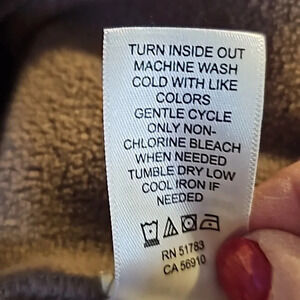 TURN INSIDE OUT
MACHINE WASH
COLD WITH LIKE
COLORS
GENTLE CYCLE
ONLY NON-
CHLORINE BLEACH
WHEN NEEDED
TUMBLE DRY LOW
COOL IRON IF
NEEDED
RN 51783
CA 56910